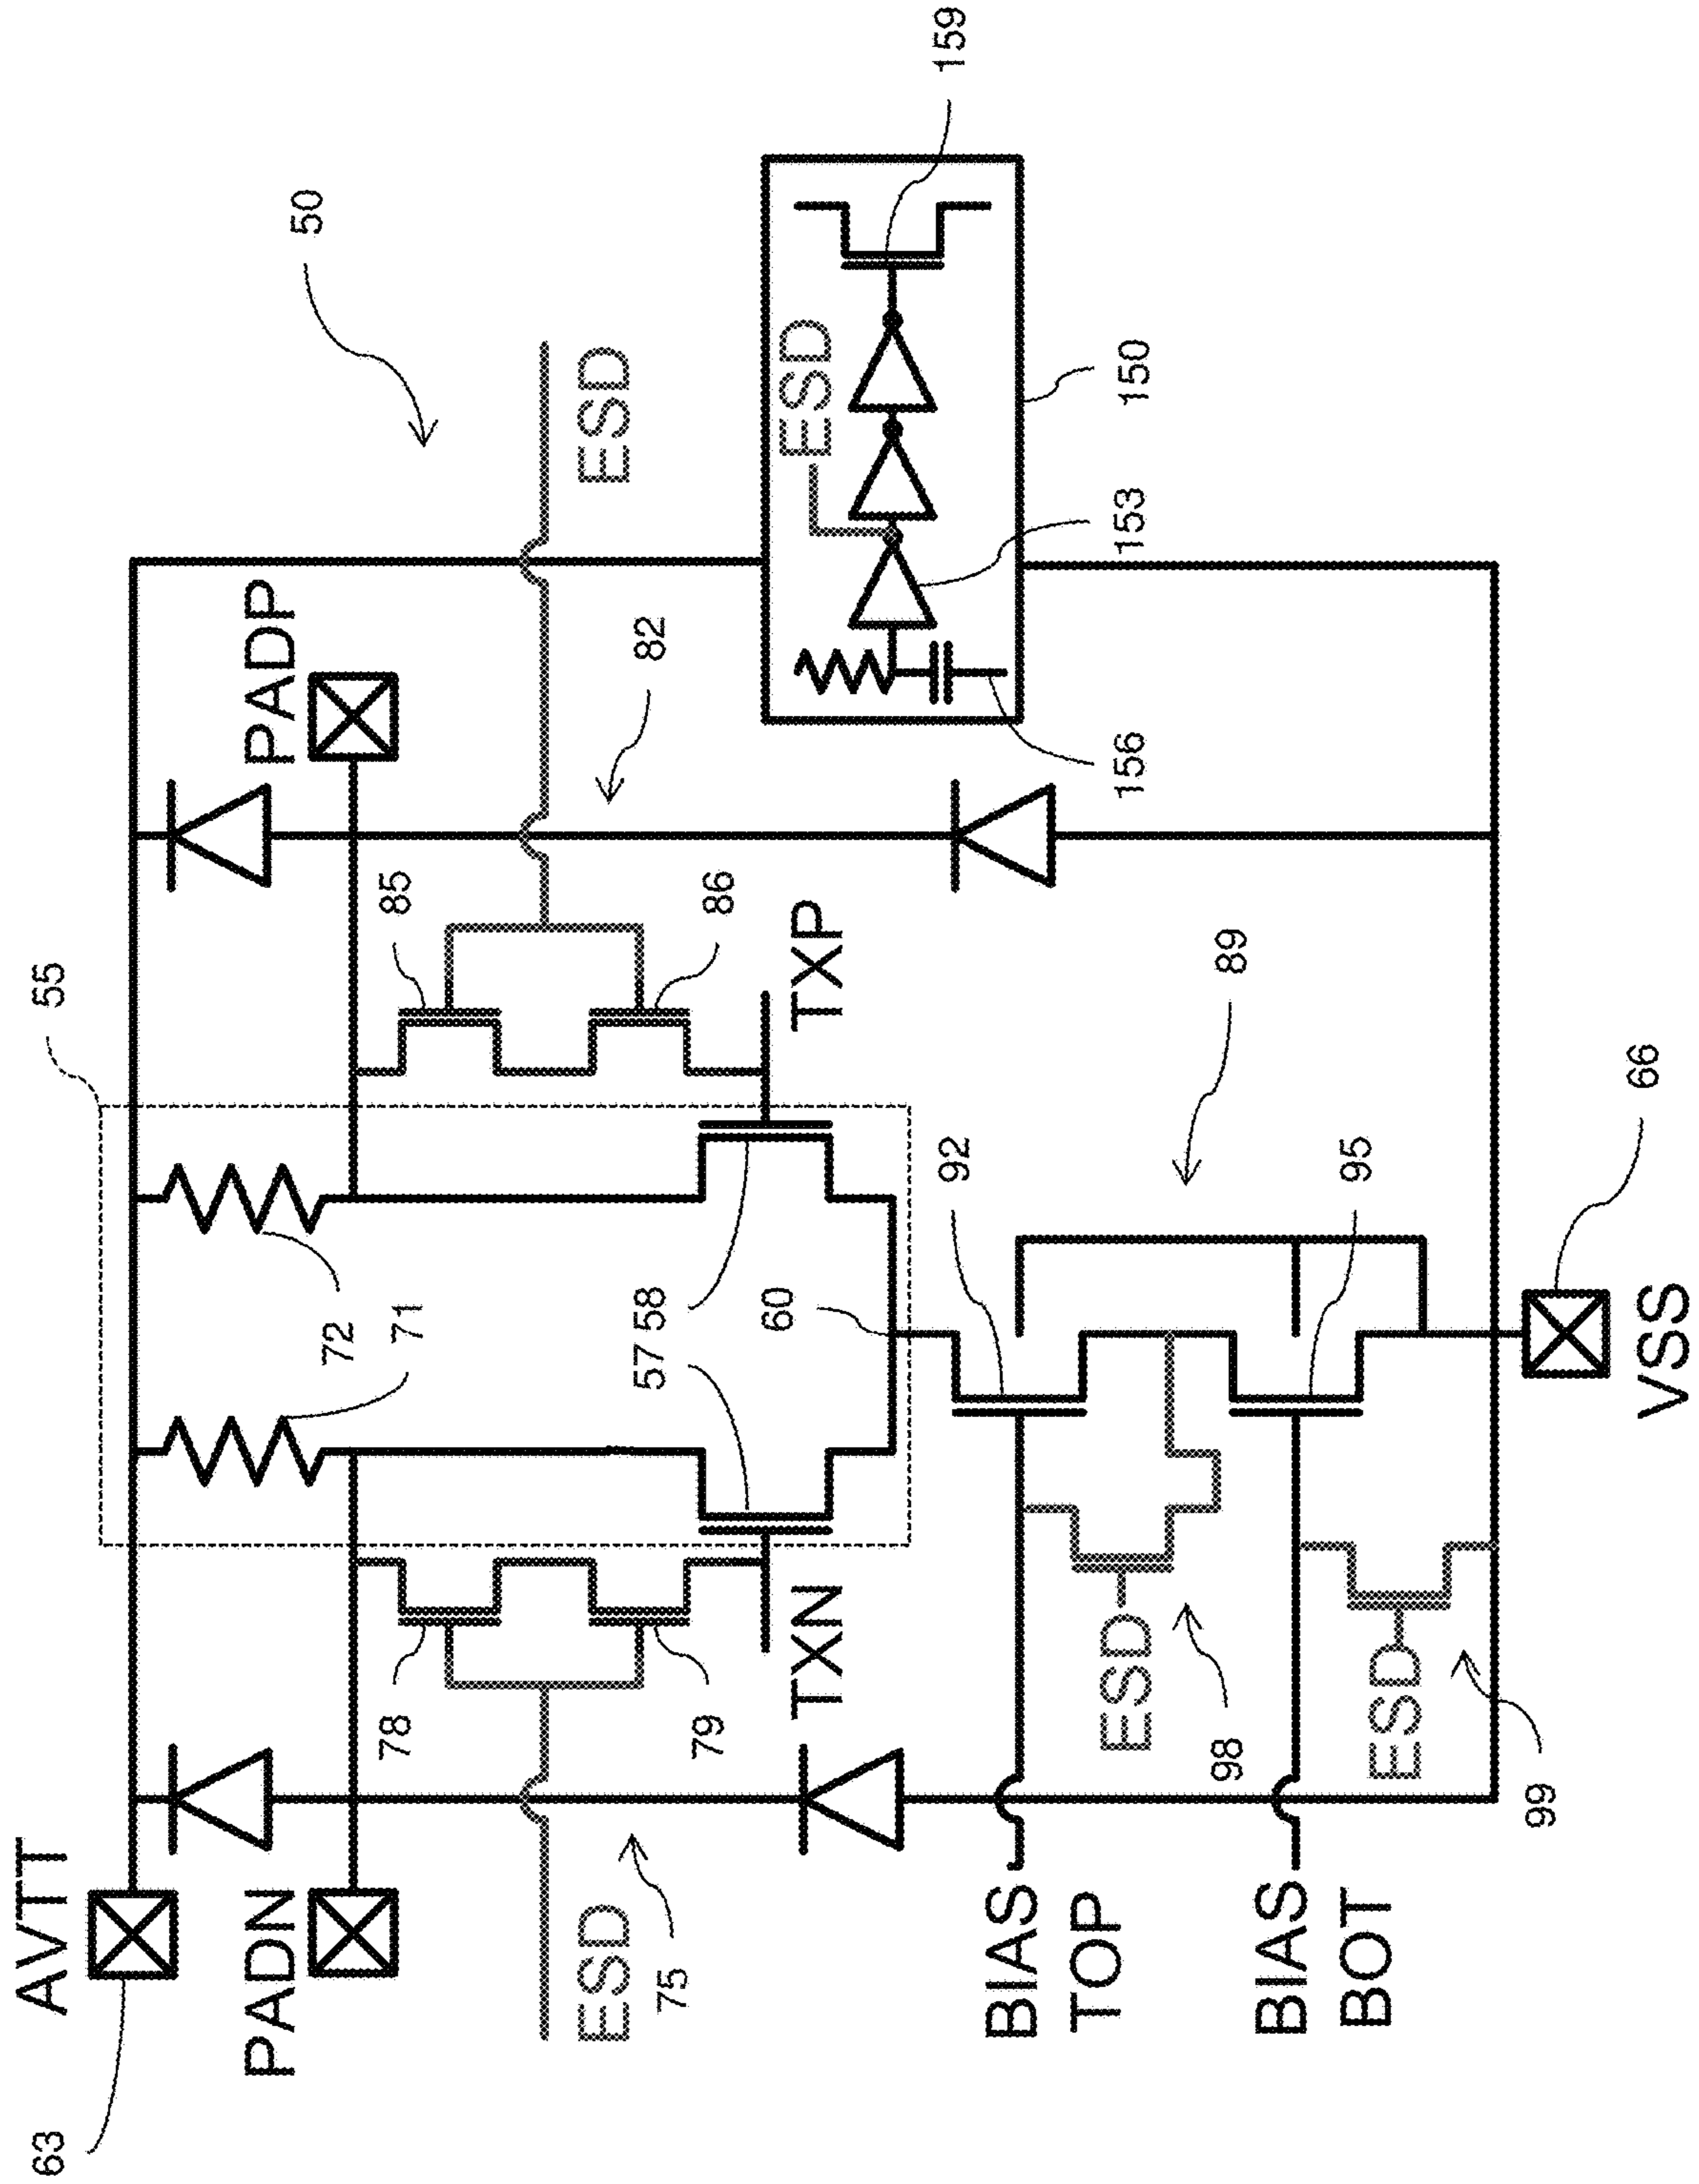 63
AVTT
55
PADN
PADP
50
72
71
78
85
ESD
ESD
57 58
82
75
79
86
60
ESD
TXN
TXP
92
159
BIAS
TOP
ESD
156
153
150
98
89
BIAS
BOT
95
ESD
99
66
VSS